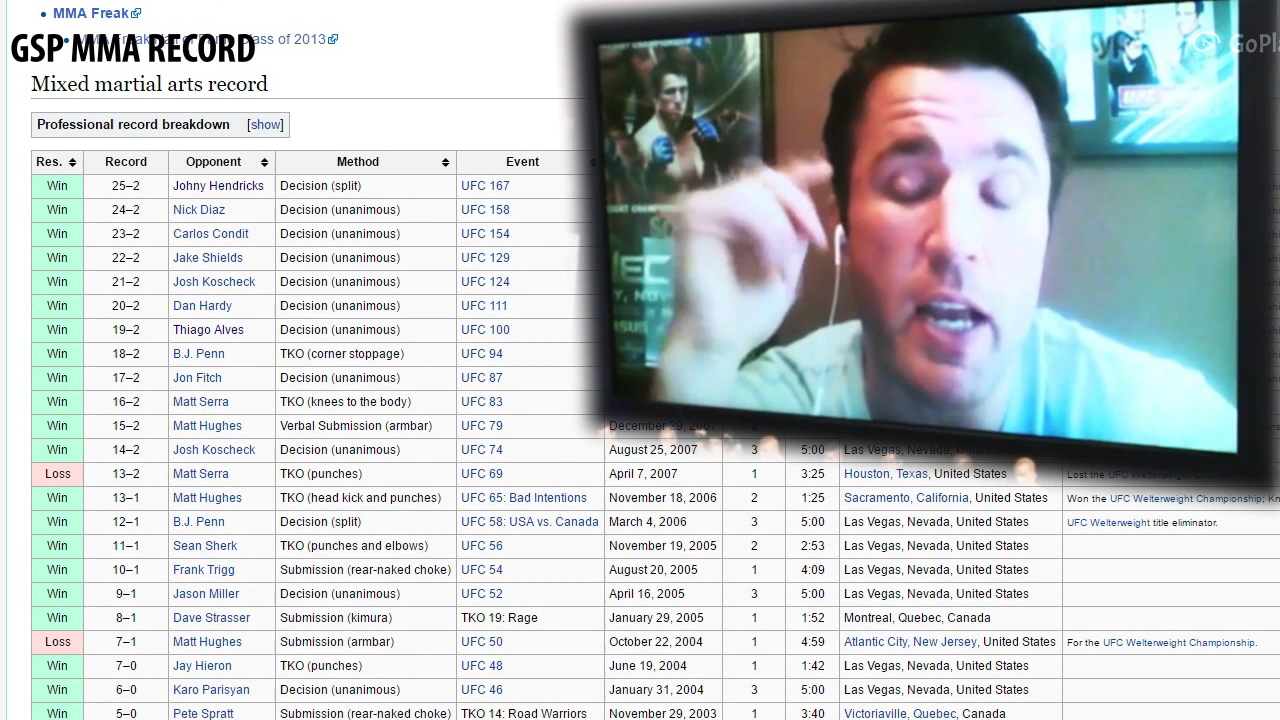 MMA Freak
GSP MMA RECORD
Class of 2013
Mixed martial arts record
Professional record breakdown [show]
Res. Record Opponent Method Event
Win 25–2 Johny Hendricks Decision (split) UFC 167
Win 24–2 Nick Diaz Decision (unanimous) UFC 158
Win 23–2 Carlos Condit Decision (unanimous) UFC 154
Win 22–2 Jake Shields Decision (unanimous) UFC 129
Win 21–2 Josh Koscheck Decision (unanimous) UFC 124
Win 20–2 Dan Hardy Decision (unanimous) UFC 111
Win 19–2 Thiago Alves Decision (unanimous) UFC 100
Win 18–2 B.J. Penn TKO (corner stoppage) UFC 94
Win 17–2 Jon Fitch Decision (unanimous) UFC 87
Win 16–2 Matt Serra TKO (knees to the body) UFC 83
Win 15–2 Matt Hughes Verbal Submission (armbar) UFC 79 December 29, 2007
Win 14–2 Josh Koscheck Decision (unanimous) UFC 74 August 25, 2007 3 5:00 Las Vegas, Nevada, United States
Loss 13–2 Matt Serra TKO (punches) UFC 69 April 7, 2007 1 3:25 Houston, Texas, United States Lost the UFC Welterweight
Win 13–1 Matt Hughes TKO (head kick and punches) UFC 65: Bad Intentions November 18, 2006 2 1:25 Sacramento, California, United States Won the UFC Welterweight Championship; Kn
Win 12–1 B.J. Penn Decision (split) UFC 58: USA vs. Canada March 4, 2006 3 5:00 Las Vegas, Nevada, United States UFC Welterweight title eliminator.
Win 11–1 Sean Sherk TKO (punches and elbows) UFC 56 November 19, 2005 2 2:53 Las Vegas, Nevada, United States
Win 10–1 Frank Trigg Submission (rear-naked choke) UFC 54 August 20, 2005 1 4:09 Las Vegas, Nevada, United States
Win 9–1 Jason Miller Decision (unanimous) UFC 52 April 16, 2005 3 5:00 Las Vegas, Nevada, United States
Win 8–1 Dave Strasser Submission (kimura) TKO 19: Rage January 29, 2005 1 1:52 Montreal, Quebec, Canada
Loss 7–1 Matt Hughes Submission (armbar) UFC 50 October 22, 2004 1 4:59 Atlantic City, New Jersey, United States For the UFC Welterweight Championship.
Win 7–0 Jay Hieron TKO (punches) UFC 48 June 19, 2004 1 1:42 Las Vegas, Nevada, United States
Win 6–0 Karo Parisyan Decision (unanimous) UFC 46 January 31, 2004 3 5:00 Las Vegas, Nevada, United States
Win 5–0 Pete Spratt Submission (rear-naked choke) TKO 14: Road Warriors November 29, 2003 1 3:40 Victoriaville, Quebec, Canada
GoPla
UFC